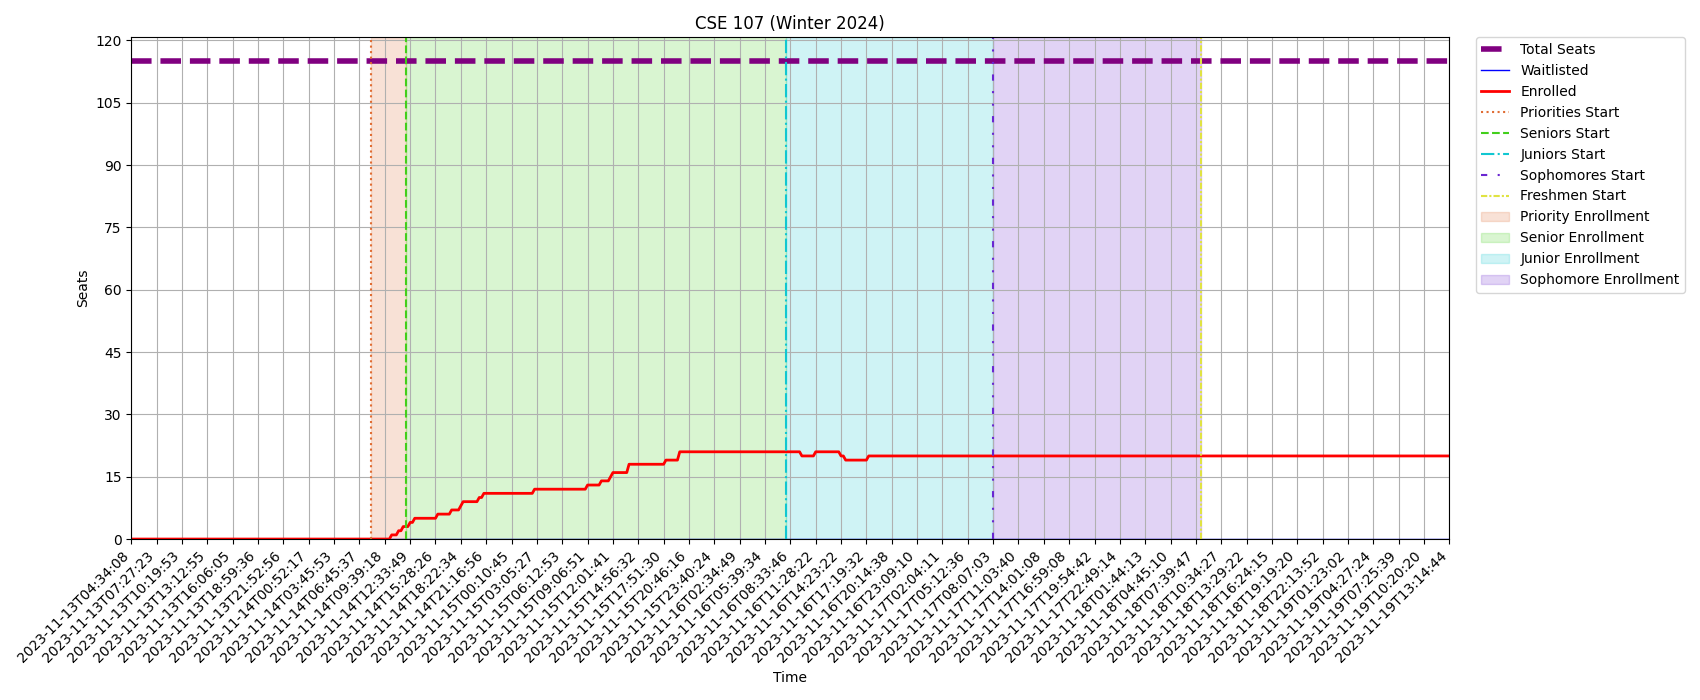 CSE 107 (Winter 2024)
120
105
90
75
60
45
30
15
0
Seats
2023-11-13T04:34:08
2023-11-13T07:27:23
2023-11-13T10:19:53
2023-11-13T13:12:55
2023-11-13T16:06:05
2023-11-13T18:59:36
2023-11-13T21:52:56
2023-11-14T00:52:17
2023-11-14T03:45:53
2023-11-14T06:45:37
2023-11-14T09:39:18
2023-11-14T12:33:49
2023-11-14T15:28:26
2023-11-14T18:22:34
2023-11-14T21:16:56
2023-11-15T00:10:45
2023-11-15T03:05:27
2023-11-15T06:12:53
2023-11-15T09:06:51
2023-11-15T12:01:41
2023-11-15T14:56:32
2023-11-15T17:51:30
2023-11-15T20:46:16
2023-11-15T23:40:24
2023-11-16T02:34:49
2023-11-16T05:39:34
2023-11-16T08:33:46
2023-11-16T11:28:22
2023-11-16T14:23:22
2023-11-16T17:19:32
2023-11-16T20:14:38
2023-11-16T23:09:10
2023-11-17T02:04:11
2023-11-17T05:12:36
2023-11-17T08:07:03
2023-11-17T11:03:40
2023-11-17T14:01:08
2023-11-17T16:59:08
2023-11-17T19:54:42
2023-11-17T22:49:14
2023-11-18T01:44:13
2023-11-18T04:45:10
2023-11-18T07:39:47
2023-11-18T10:34:27
2023-11-18T13:29:22
2023-11-18T16:24:15
2023-11-18T19:19:20
2023-11-18T22:13:52
2023-11-19T01:23:02
2023-11-19T04:27:24
2023-11-19T07:25:39
2023-11-19T10:20:20
2023-11-19T13:14:44
Time
Total Seats
Waitlisted
Enrolled
Priorities Start
Seniors Start
Juniors Start
Sophomores Start
Freshmen Start
Priority Enrollment
Senior Enrollment
Junior Enrollment
Sophomore Enrollment